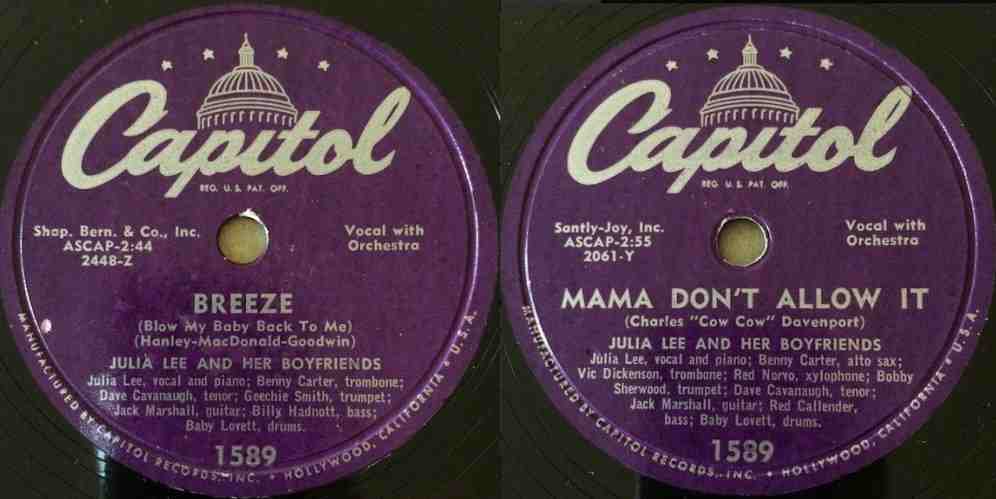 Capitol
REG. U.S. PAT. OFF.
Shap. Bern. & Co., Inc.
ASCAP-2:44
2448-Z
Vocal with
Orchestra
BREEZE
(Blow My Baby Back To Me)
(Hanley-MacDonald-Goodwin)
JULIA LEE AND HER BOYFRIENDS
Julia Lee, vocal and piano; Benny Carter, trombone;
Dave Cavanaugh, tenor; Geechie Smith, trumpet;
Jack Marshall, guitar; Billy Hadnott, bass;
Baby Lovett, drums.
1589
MANUFACTURED BY CAPITOL RECORDS, INC. • HOLLYWOOD, CALIFORNIA • U.S.A.
Capitol
REG. U.S. PAT. OFF.
Santly-Joy, Inc.
ASCAP-2:55
2061-Y
Vocal with
Orchestra
MAMA DON'T ALLOW IT
(Charles "Cow Cow" Davenport)
JULIA LEE AND HER BOYFRIENDS
Julia Lee, vocal and piano; Benny Carter, alto sax;
Vic Dickenson, trombone; Red Norvo, xylophone; Bobby
Sherwood, trumpet; Dave Cavanaugh, tenor;
Jack Marshall, guitar; Red Callender,
bass; Baby Lovett, drums.
1589
MANUFACTURED BY CAPITOL RECORDS, INC. • HOLLYWOOD, CALIFORNIA • U.S.A.